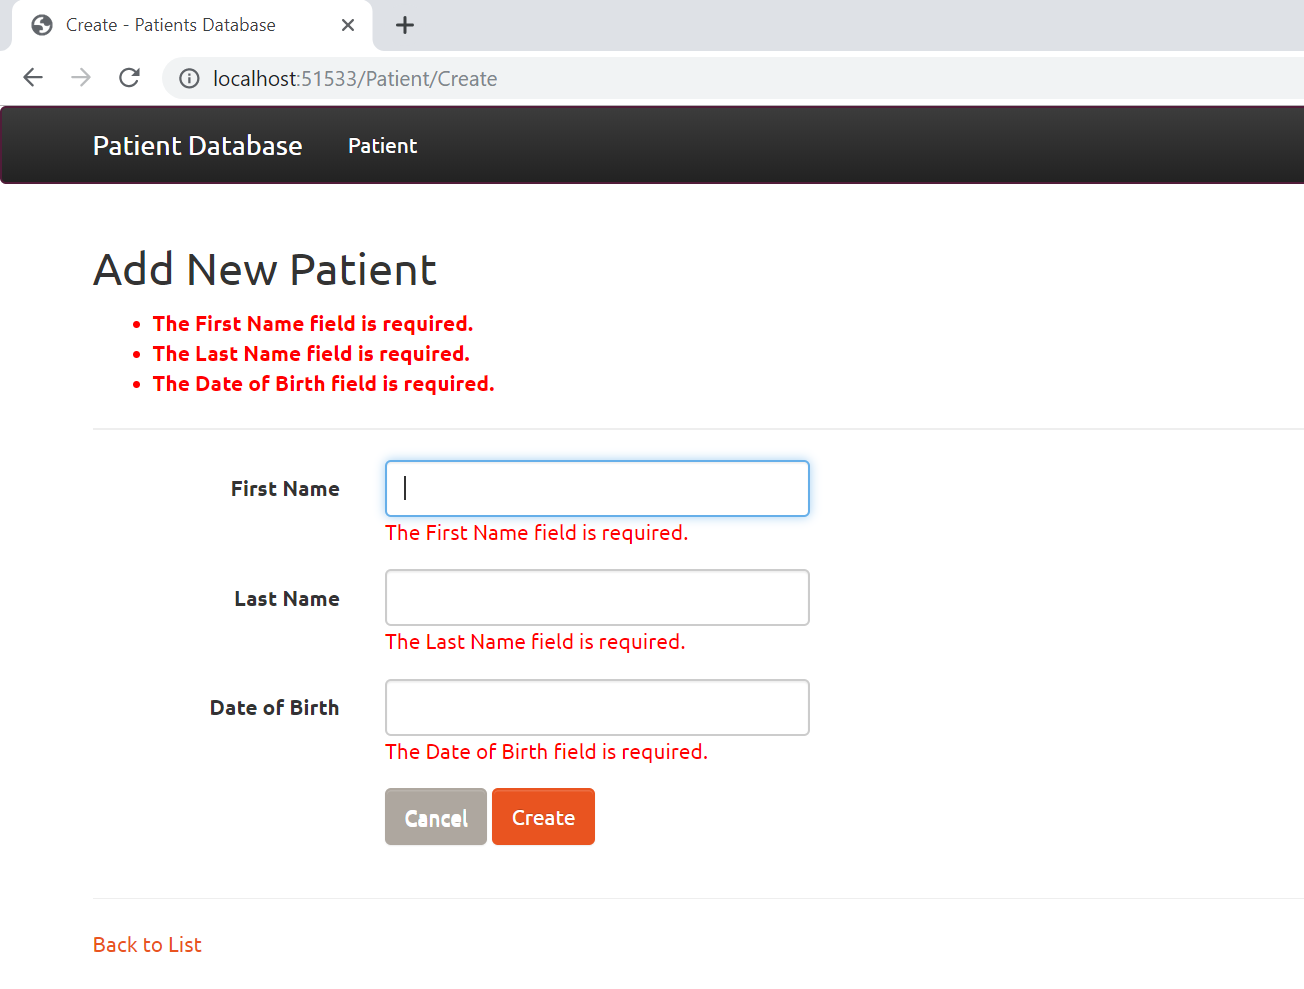 Create - Patients Database
localhost:51533/Patient/Create
Patient Database Patient
Add New Patient
• The First Name field is required.
• The Last Name field is required.
• The Date of Birth field is required.
First Name
The First Name field is required.
Last Name
The Last Name field is required.
Date of Birth
The Date of Birth field is required.
Cancel Create
Back to List